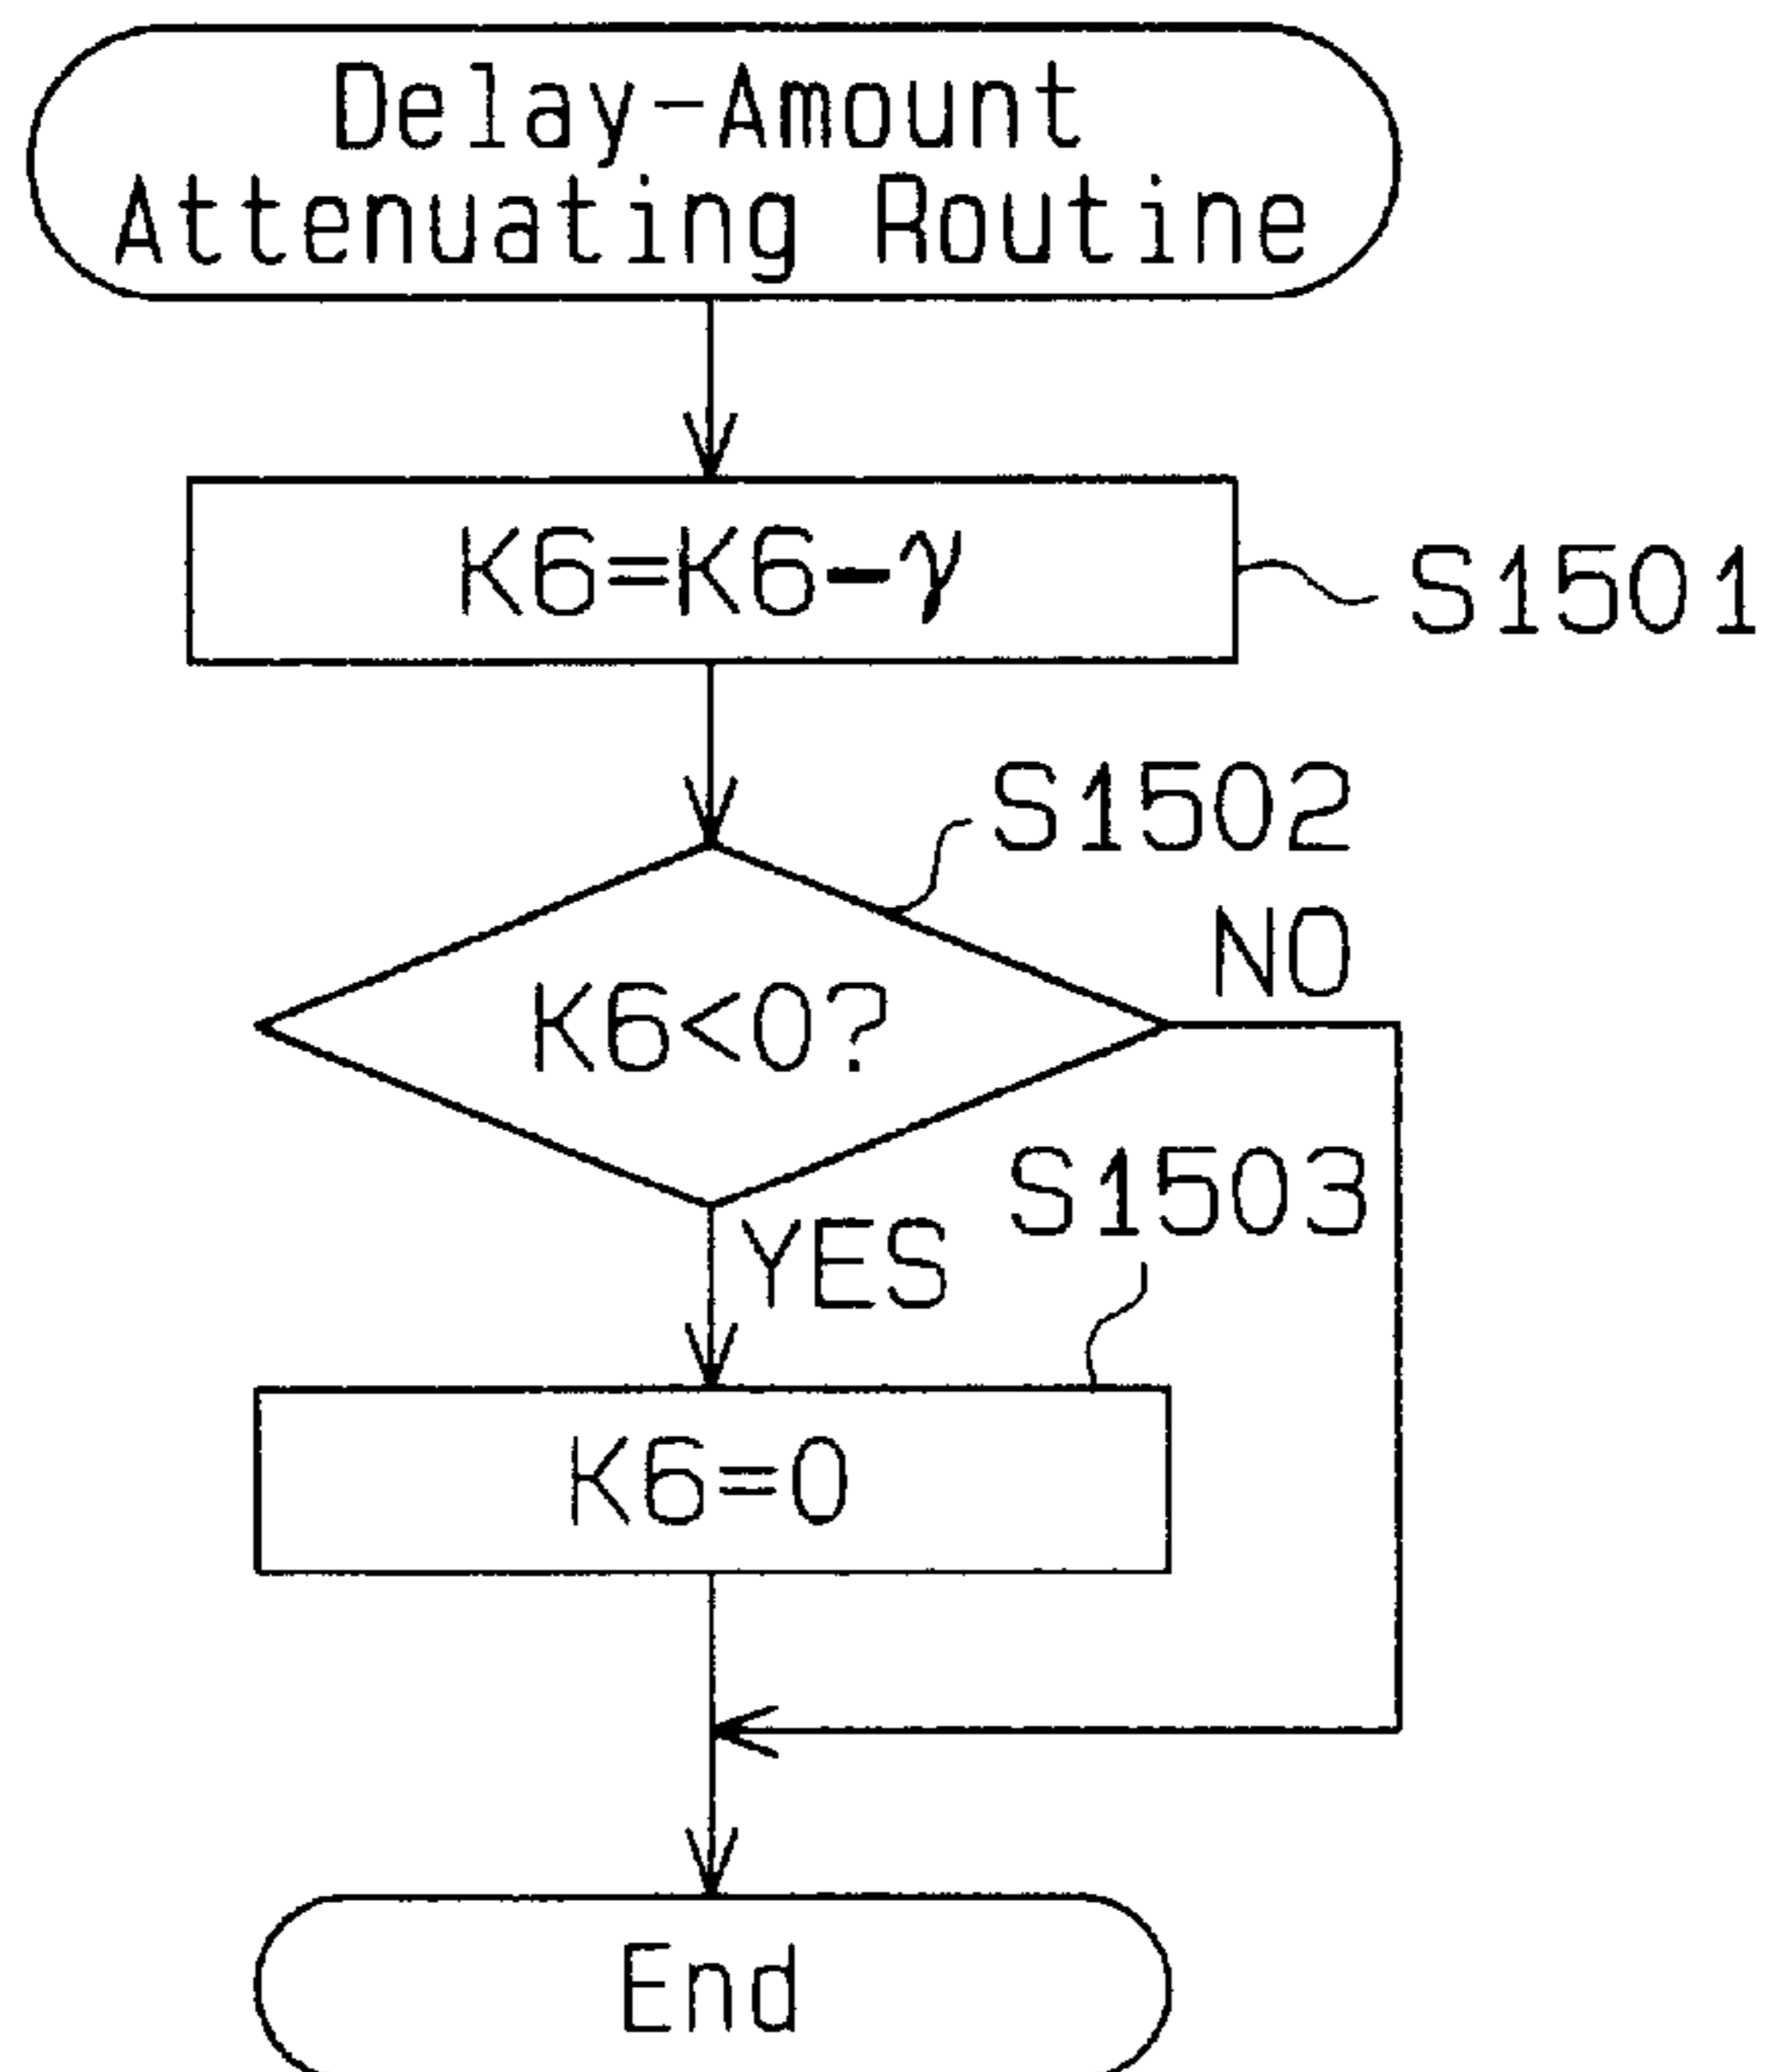 Delay-Amount
Attenuating Routine
K6=K6-γ
S1501
S1502
K6<0?
NO
YES
S1503
K6=0
End